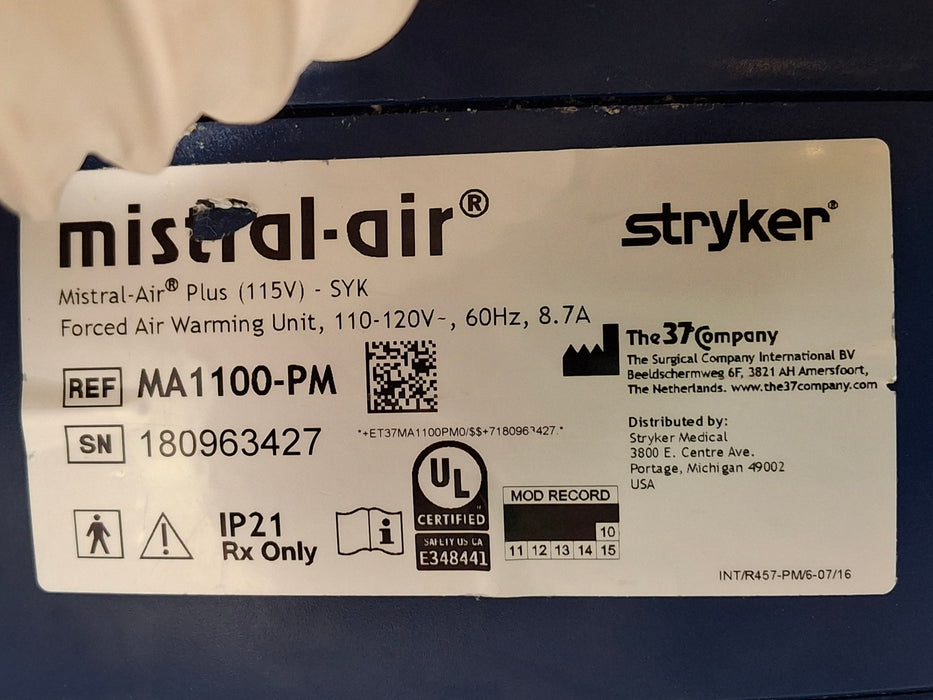 mistral-air®
stryker®
Mistral-Air® Plus (115V) - SYK
Forced Air Warming Unit, 110-120V~, 60Hz, 8.7A
REF MA1100-PM
SN 180963427
*+ET37MA1100PM0/$$+7180963427.*
The 37Company
The Surgical Company International BV
Beeldschermweg 6F, 3821 AH Amersfoort,
The Netherlands. www.the37company.com
Distributed by:
Stryker Medical
3800 E. Centre Ave.
Portage, Michigan 49002
USA
IP21
Rx Only
i
UL
CERTIFIED
SAFETY US CA
E348441
MOD RECORD
10
11 12 13 14 15
INT/R457-PM/6-07/16